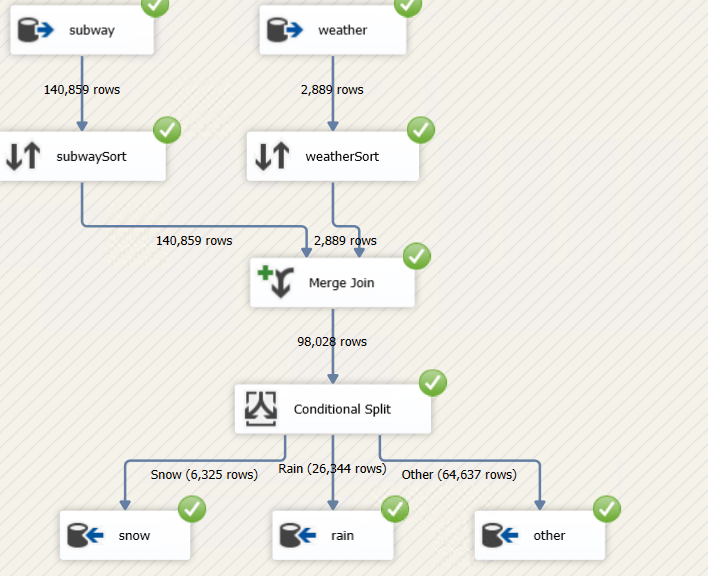 subway
weather
140,859 rows
2,889 rows
subwaySort
weatherSort
140,859 rows
2,889 rows
Merge Join
98,028 rows
Conditional Split
Snow (6,325 rows)
Rain (26,344 rows)
Other (64,637 rows)
snow
rain
other